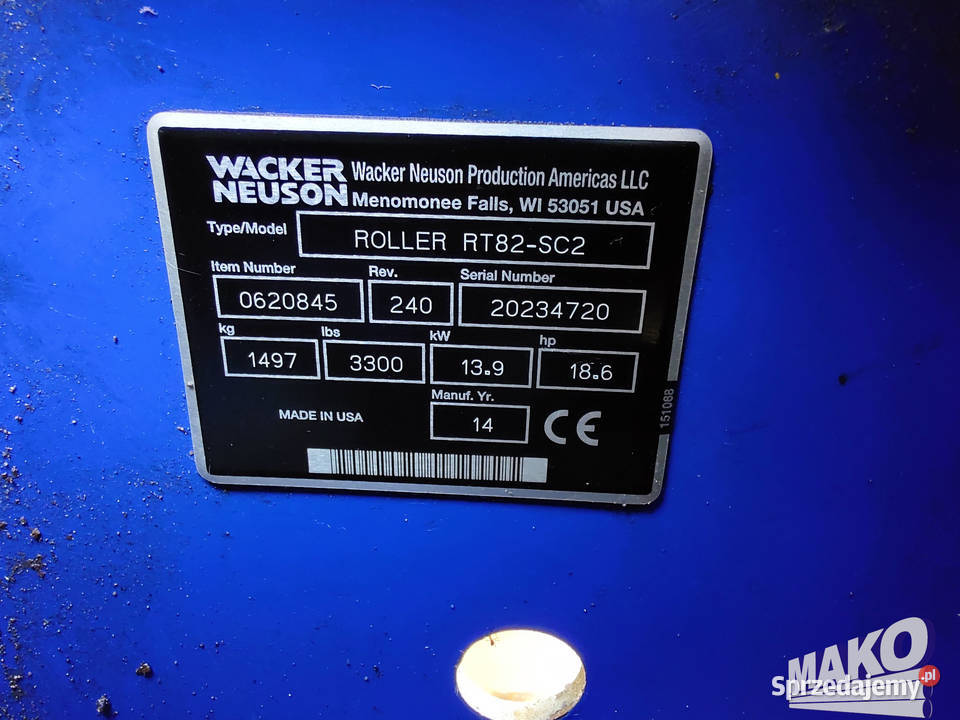 WACKER NEUSON
Wacker Neuson Production Americas LLC
Menomonee Falls, WI 53051 USA
Type/Model ROLLER RT82-SC2
Item Number Rev. Serial Number
0620845 240 20234720
kg lbs kW hp
1497 3300 13.9 18.6
Manuf. Yr.
MADE IN USA 14 CE
151088
MAKO
Sprzedajemy.pl